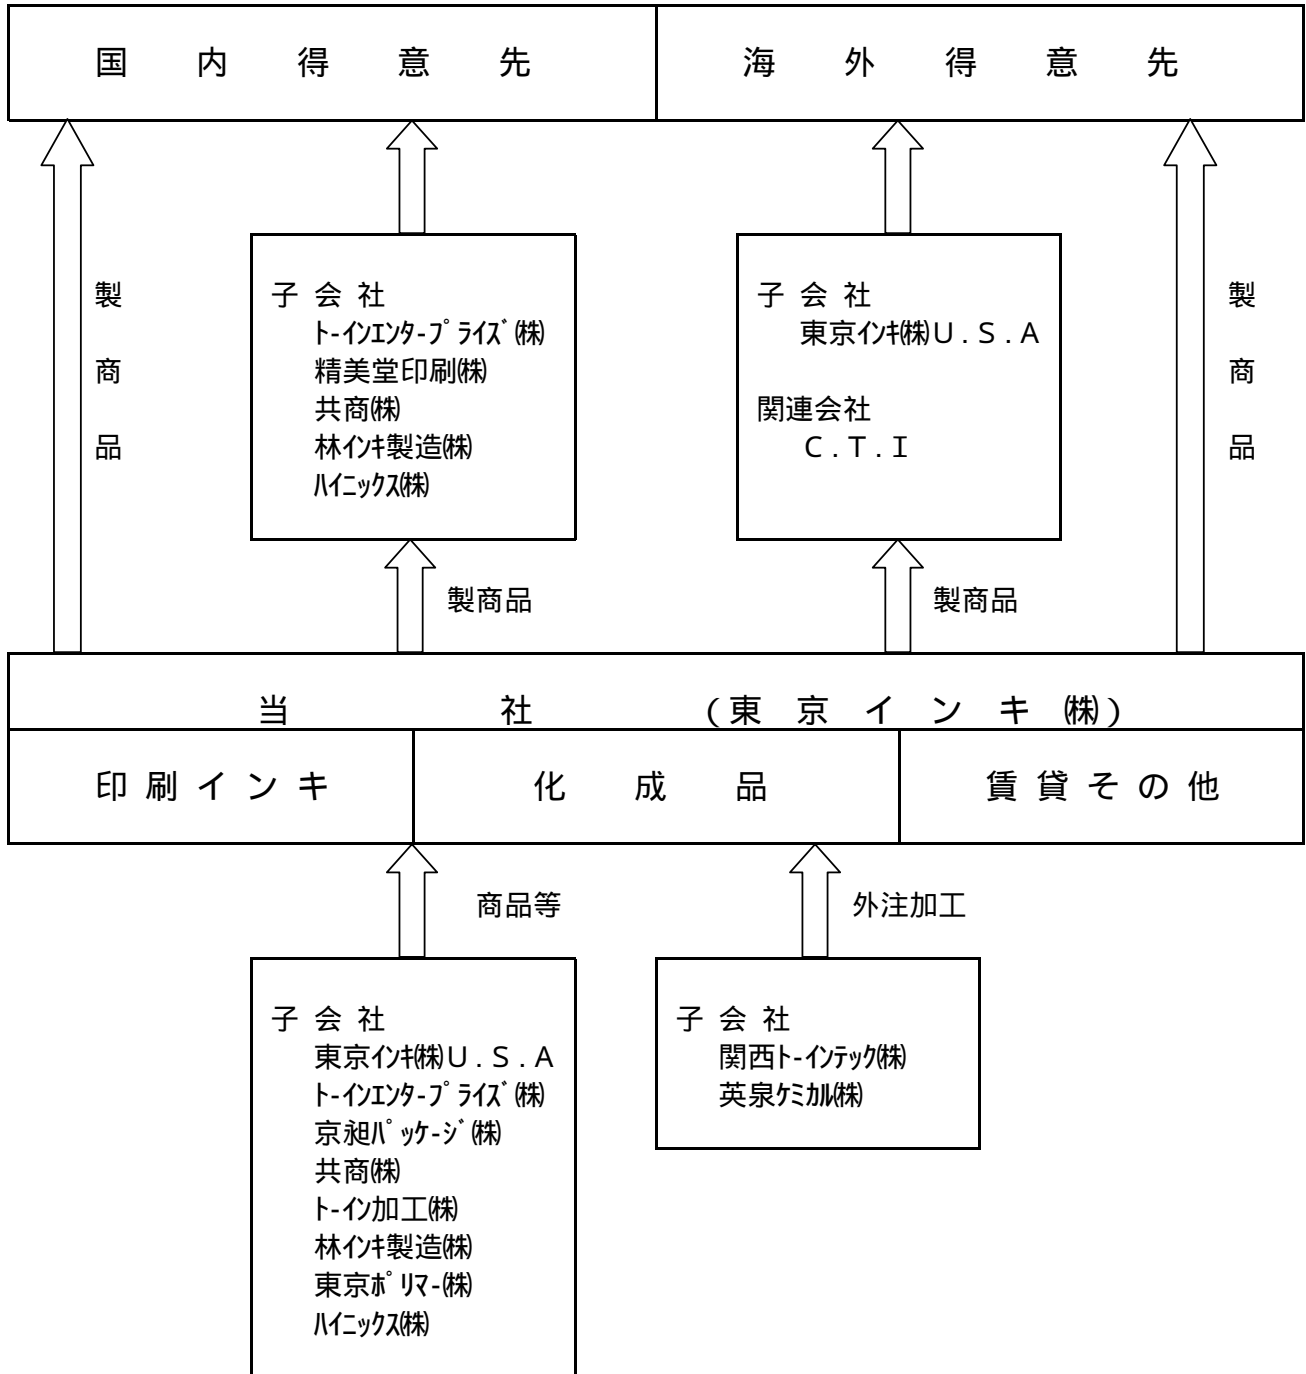 国内得意先
海外得意先
製商品
子会社
ﾄ-ｲﾝｴﾝﾀ-ﾌﾟﾗｲｽﾞ㈱
精美堂印刷㈱
共商㈱
林ｲﾝｷ製造㈱
ﾊｲﾆｯｸｽ㈱
子会社
東京ｲﾝｷ㈱Ｕ．Ｓ．Ａ
関連会社
Ｃ．Ｔ．Ｉ
製商品
製商品
製商品
当社（東京インキ㈱）
印刷インキ
化成品
賃貸その他
商品等
外注加工
子会社
東京ｲﾝｷ㈱Ｕ．Ｓ．Ａ
ﾄ-ｲﾝｴﾝﾀ-ﾌﾟﾗｲｽﾞ㈱
京昶ﾊﾟｯｹ-ｼﾞ㈱
共商㈱
ﾄ-ｲﾝ加工㈱
林ｲﾝｷ製造㈱
東京ﾎﾟﾘﾏ-㈱
ﾊｲﾆｯｸｽ㈱
子会社
関西ﾄ-ｲﾝﾃｯｸ㈱
英泉ｹﾐｶﾙ㈱